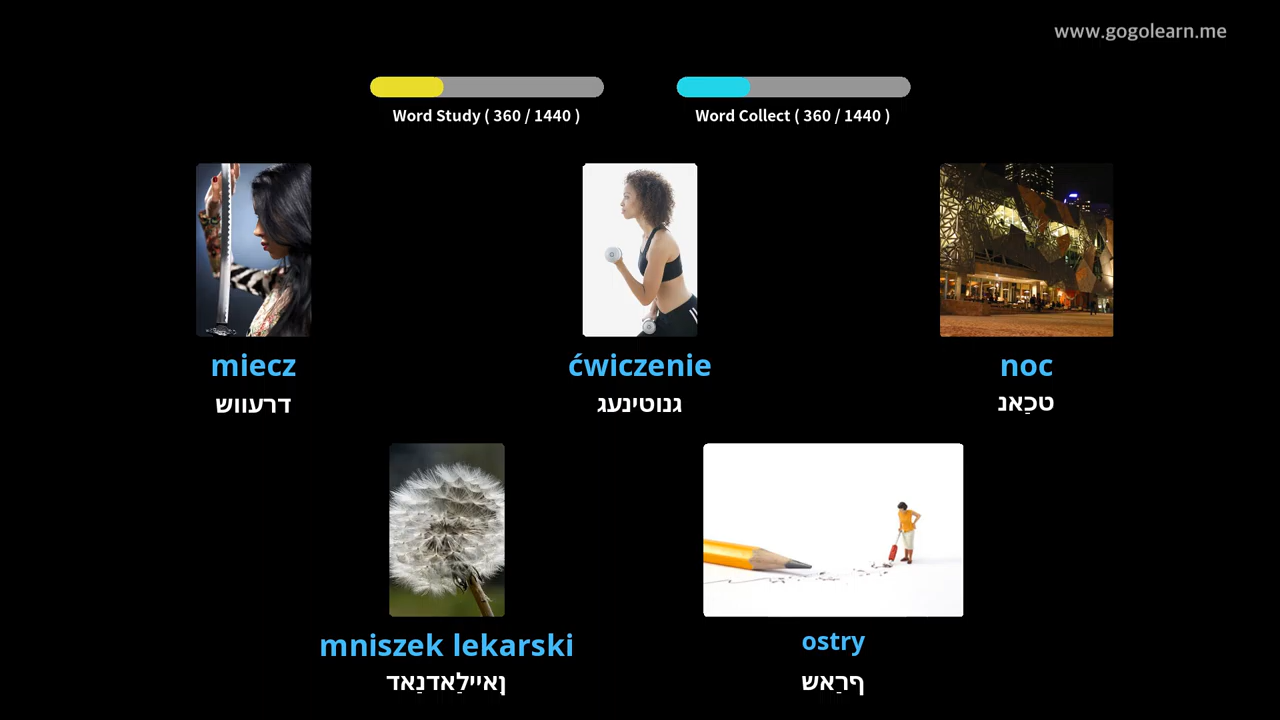 www.gogolearn.me
Word Study ( 360 / 1440 )
Word Collect ( 360 / 1440 )
miecz
דרעווש
ćwiczenie
גנוטינעג
noc
טכַאנ
mniszek lekarski
ןאיילַאדנַאד
ostry
ףרַאש